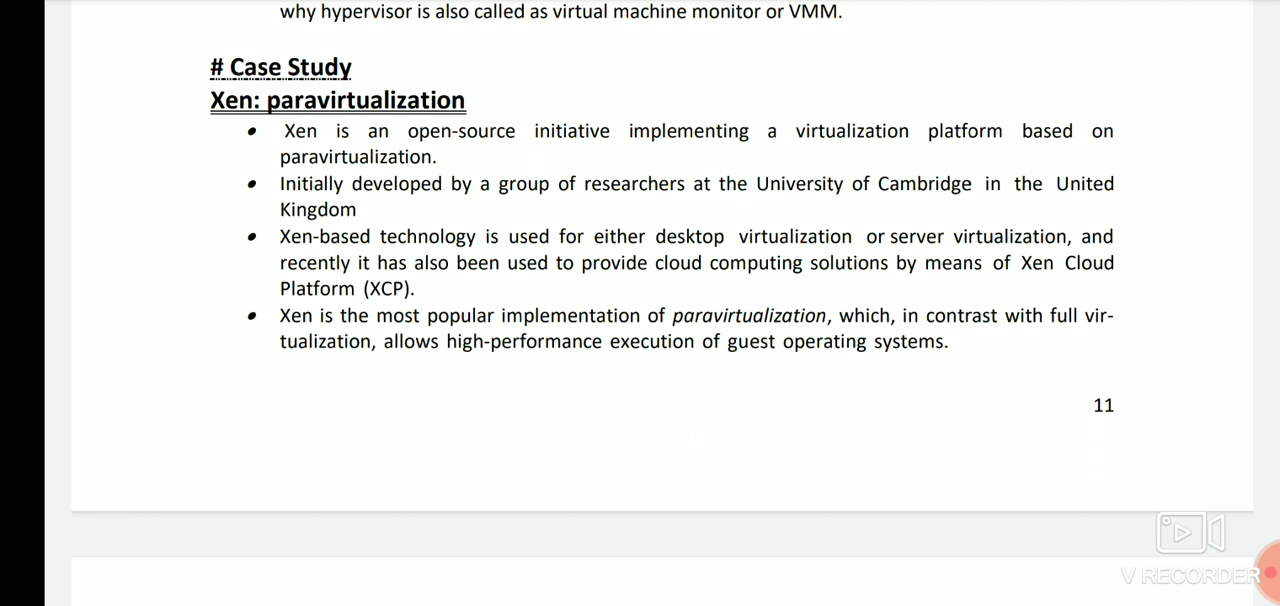 why hypervisor is also called as virtual machine monitor or VMM.
# Case Study
Xen: paravirtualization
• Xen is an open-source initiative implementing a virtualization platform based on
paravirtualization.
• Initially developed by a group of researchers at the University of Cambridge in the United
Kingdom
• Xen-based technology is used for either desktop virtualization or server virtualization, and
recently it has also been used to provide cloud computing solutions by means of Xen Cloud
Platform (XCP).
• Xen is the most popular implementation of paravirtualization, which, in contrast with full vir-
tualization, allows high-performance execution of guest operating systems.
11
V RECORDER